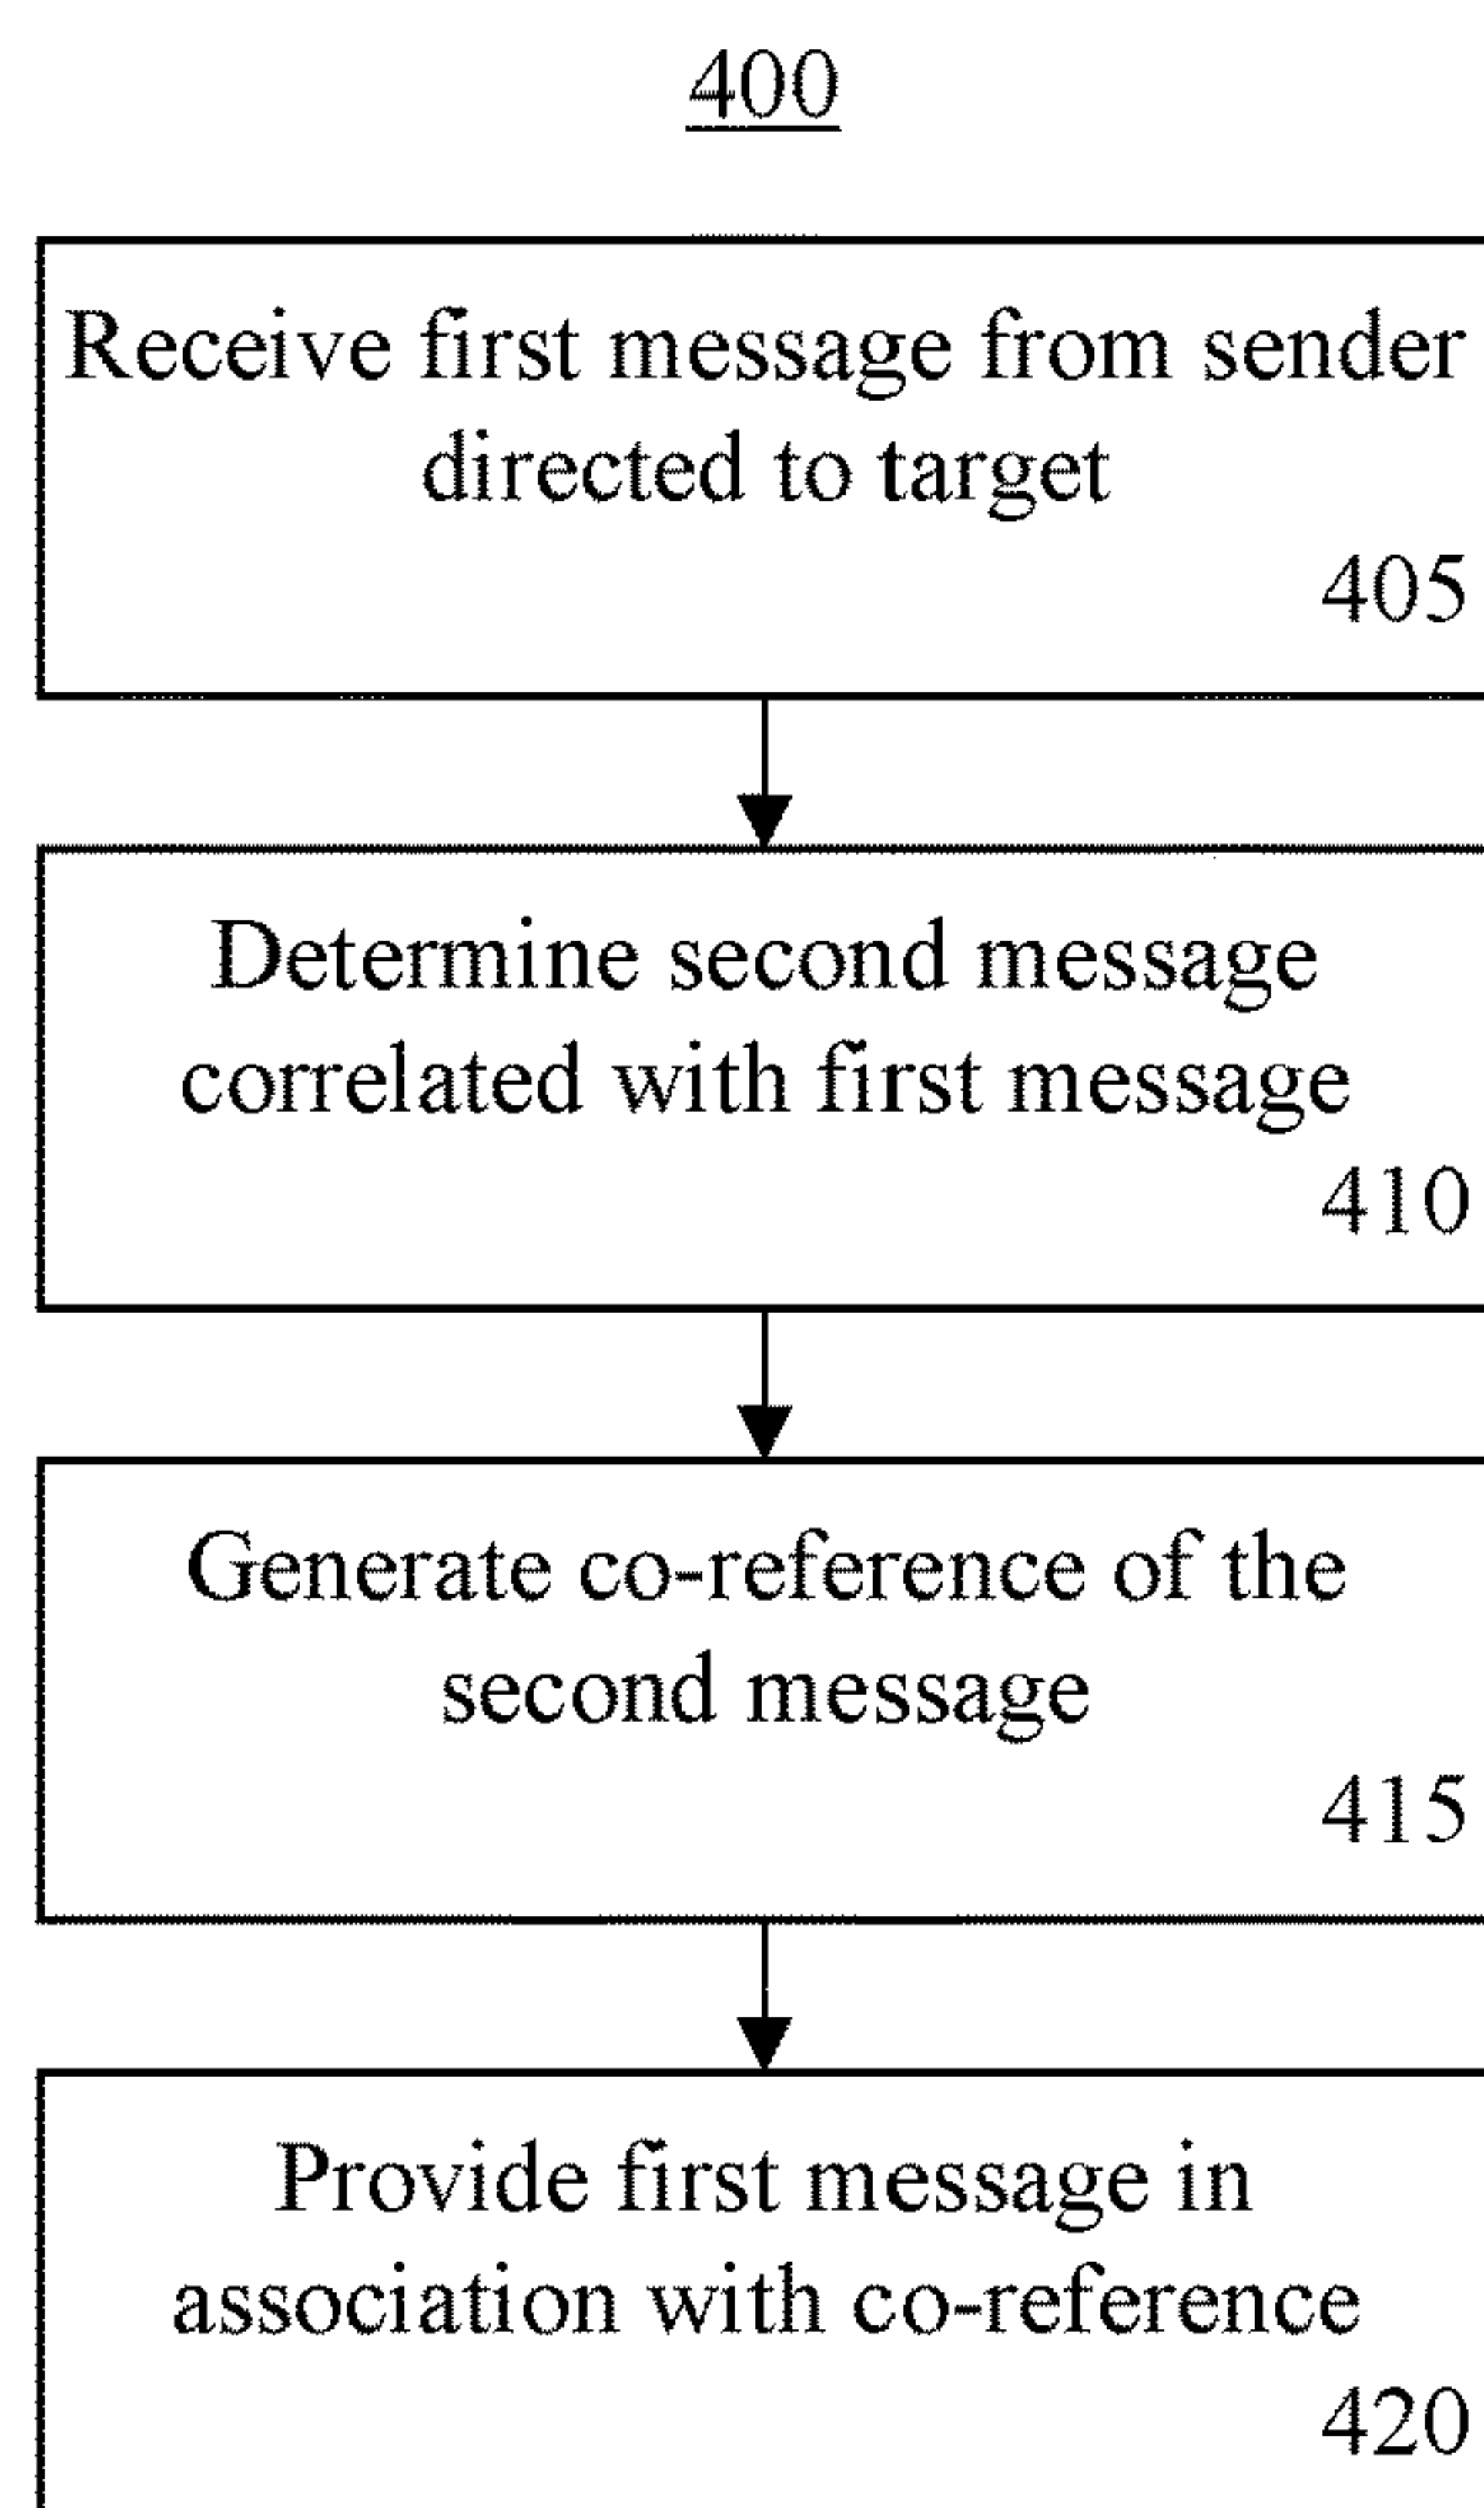 400
Receive first message from sender
directed to target
405
Determine second message
correlated with first message
410
Generate co-reference of the
second message
415
Provide first message in
association with co-reference
420